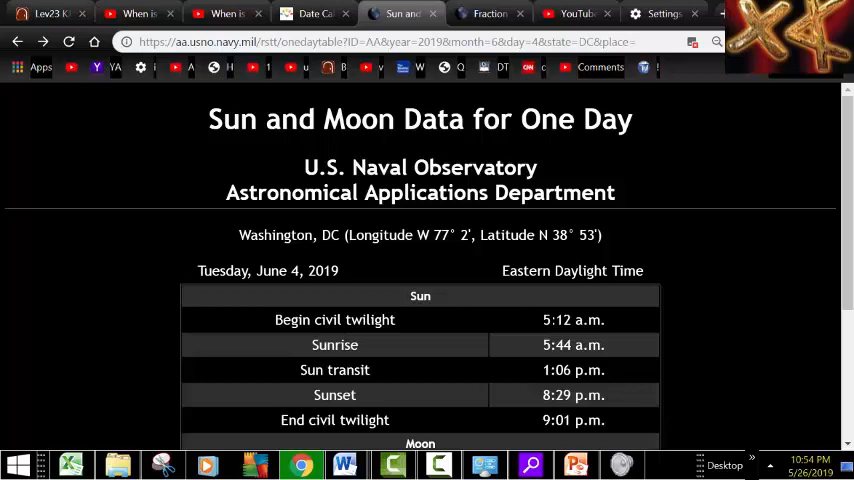 Lev23 K
When is
When is
Date Cal
Sun and
Fraction
YouTube
Settings
https://aa.usno.navy.mil/rstt/onedaytable?ID=AA&year=2019&month=6&day=4&state=DC&place=
Apps YA i A H 1 u B v W Q DT c Comments !
Sun and Moon Data for One Day
U.S. Naval Observatory
Astronomical Applications Department
Washington, DC (Longitude W 77° 2', Latitude N 38° 53')
Tuesday, June 4, 2019 Eastern Daylight Time
Sun
Begin civil twilight 5:12 a.m.
Sunrise 5:44 a.m.
Sun transit 1:06 p.m.
Sunset 8:29 p.m.
End civil twilight 9:01 p.m.
Moon
Desktop
10:54 PM
5/26/2019